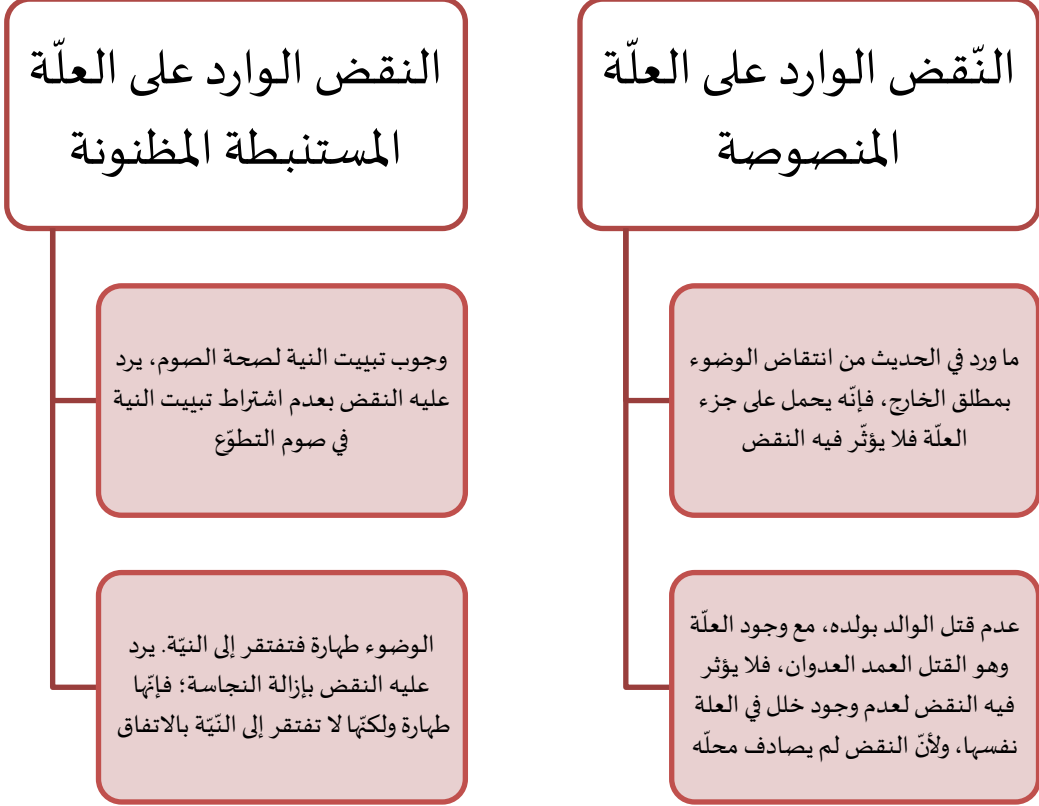 النّقض الوارد على العلّة
المنصوصة
ما ورد في الحديث من انتقاض الوضوء
بمطلق الخارج، فإنّه يحمل على جزء
العلّة فلا يؤثّر فيه النقض
عدم قتل الوالد بولده، مع وجود العلّة
وهو القتل العمد العدوان، فلا يؤثر
فيه النقض لعدم وجود خلل في العلة
نفسها، ولأنّ النقض لم يصادف محلّه
النقض الوارد على العلّة
المستنبطة المظنونة
وجوب تبييت النية لصحة الصوم، يرد
عليه النقض بعدم اشتراط تبييت النية
في صوم التطوّع
الوضوء طهارة فتفتقر إلى النيّة. يرد
عليه النقض بإزالة النجاسة؛ فإنّها
طهارة ولكنّها لا تفتقر إلى النّيّة بالاتفاق